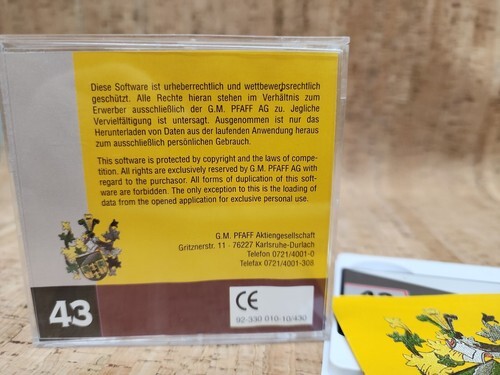 Diese Software ist urheberrechtlich und wettbewerbsrechtlich
geschützt. Alle Rechte hieran stehen im Verhältnis zum
Erwerber ausschließlich der G.M. PFAFF AG zu. Jegliche
Vervielfältigung ist untersagt. Ausgenommen ist nur das
Herunterladen von Daten aus der laufenden Anwendung heraus
zum ausschließlich persönlichen Gebrauch.
This software is protected by copyright and the laws of compe-
tition. All rights are exclusively reserved by G.M. PFAFF AG with
regard to the purchasor. All forms of duplication of this soft-
ware are forbidden. The only exception to this is the loading of
data from the opened application for exclusive personal use.
G.M. PFAFF Aktiengesellschaft
Gritznerstr. 11 · 76227 Karlsruhe-Durlach
Telefon 0721/4001-0
Telefax 0721/4001-308
43
CE
92-330 010-10/430